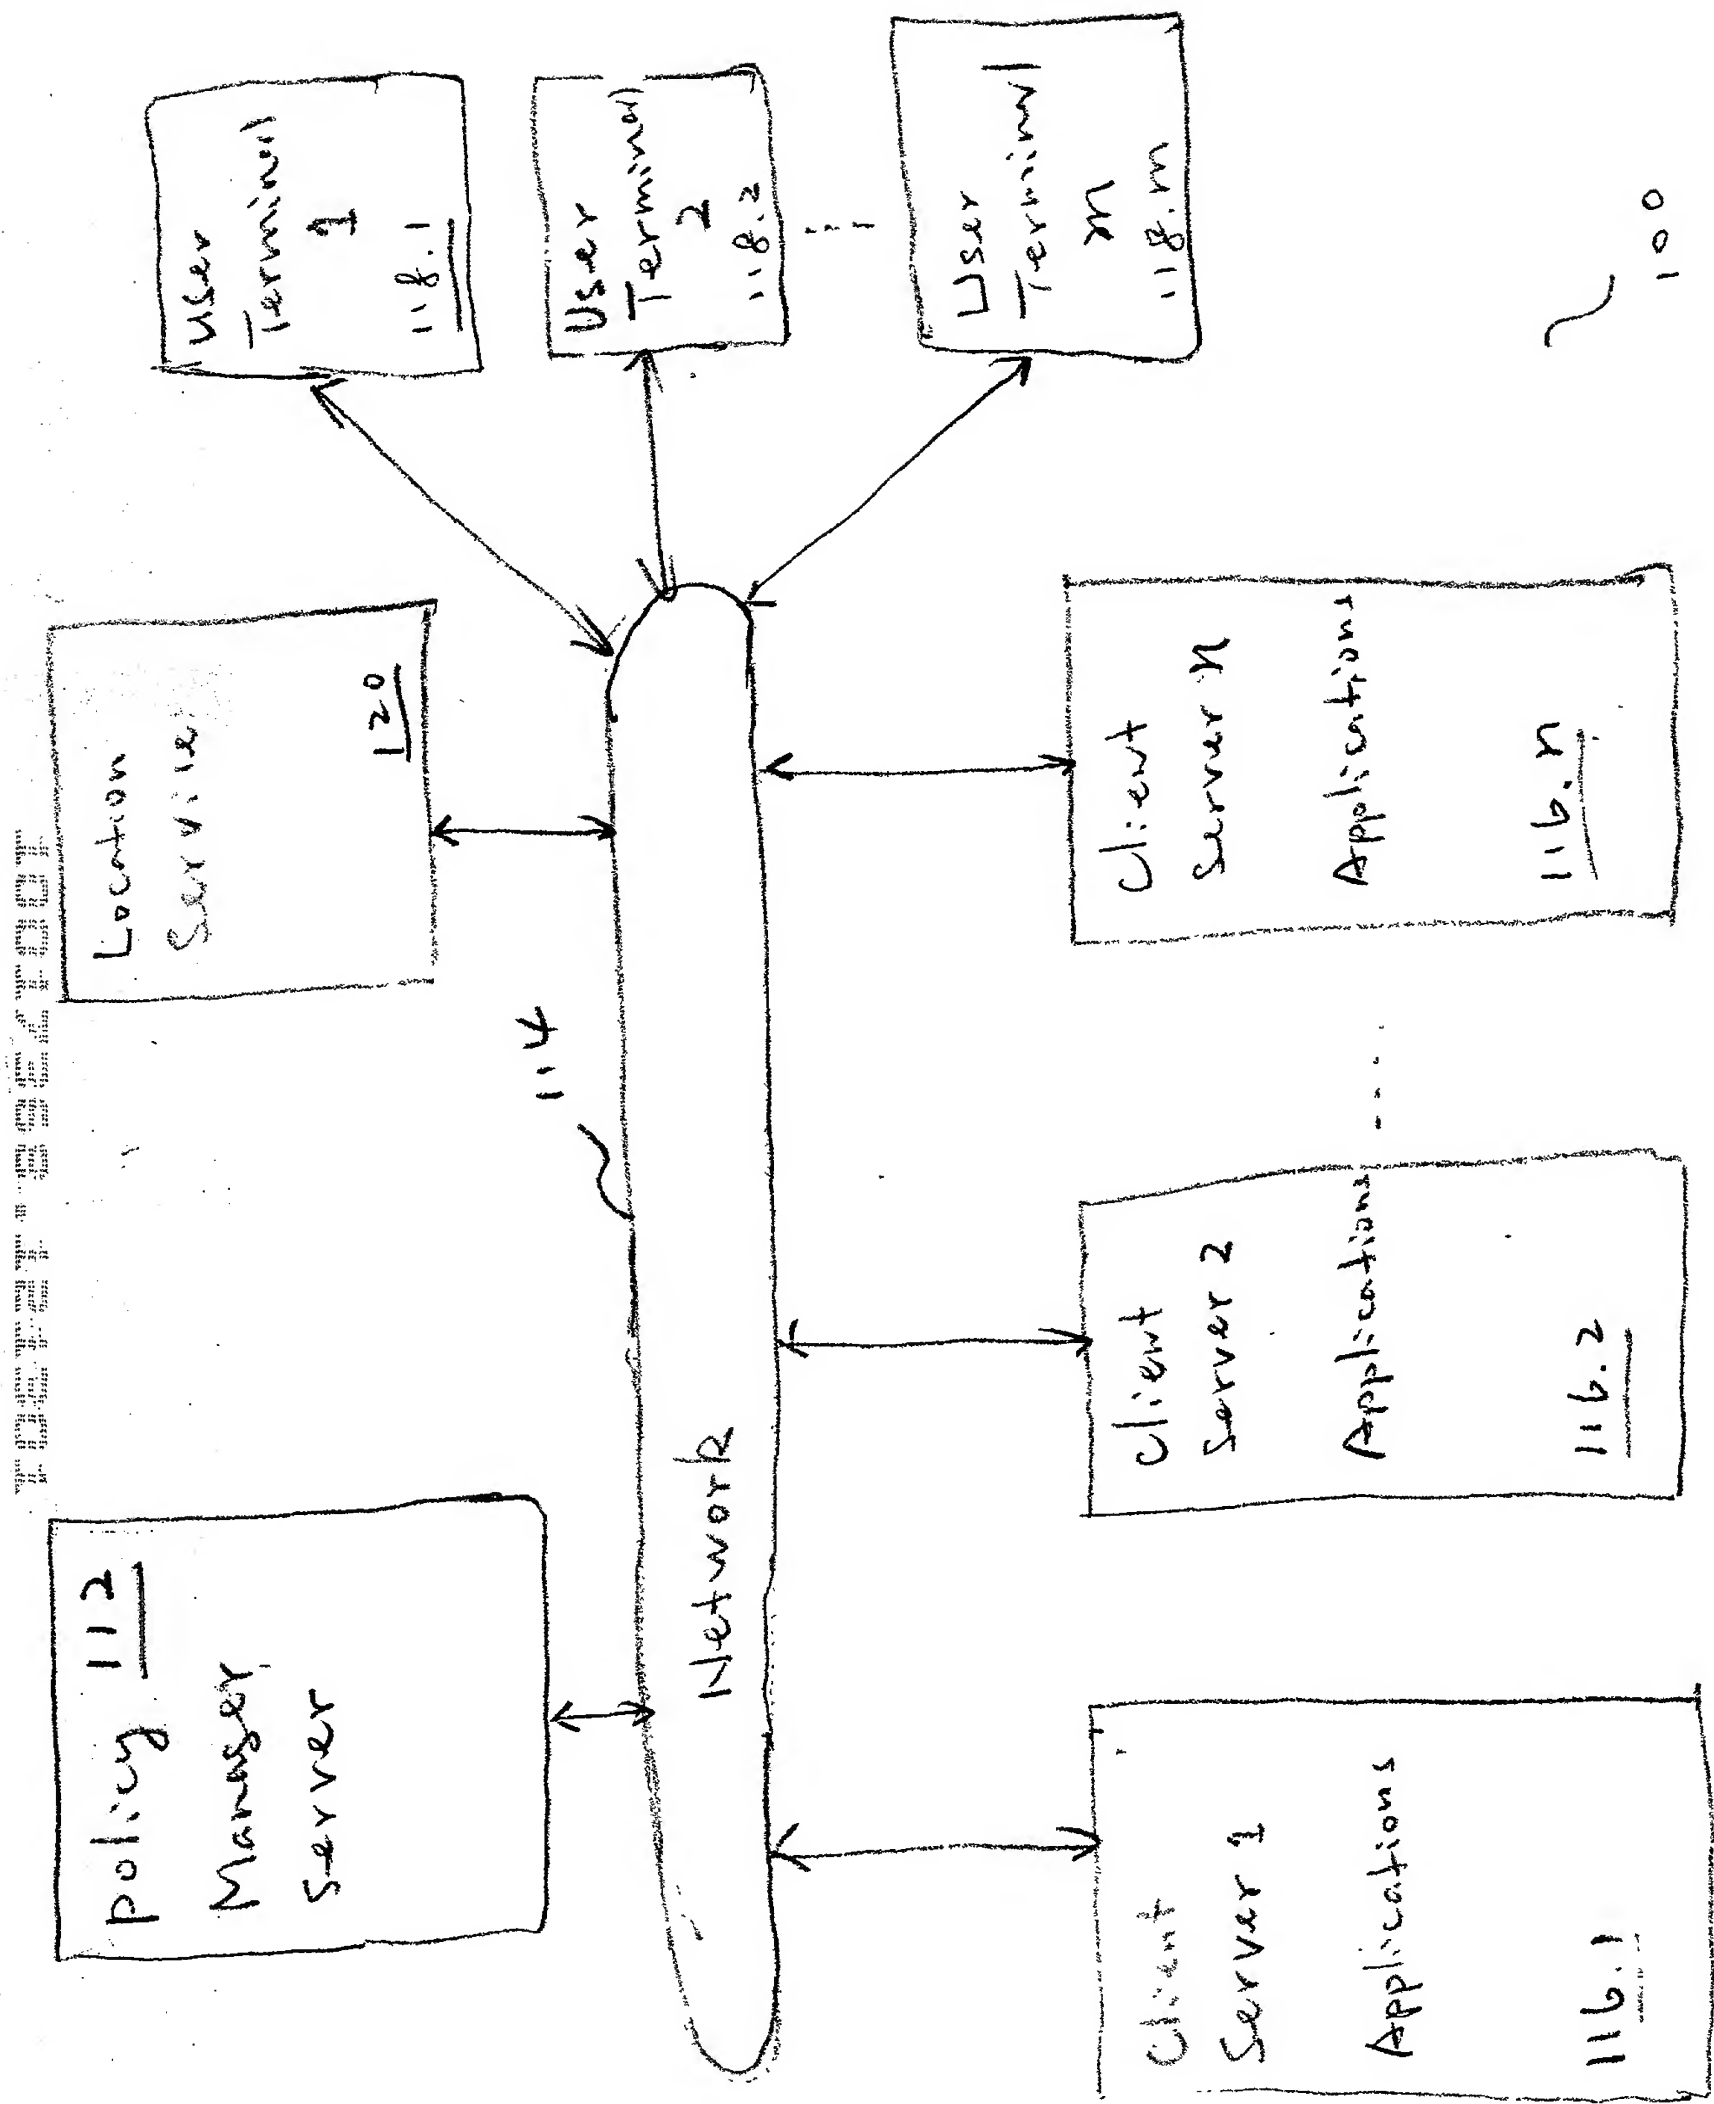 policy 112
Manager
Server
Location
Service
120
User
Terminal
1
118.1
User
Terminal
2
118.2
User
Terminal
m
118.m
114
Network
Client
Server 1
Applications
116.1
Client
Server 2
Applications
116.2
Client
Server n
Applications
116.n
100